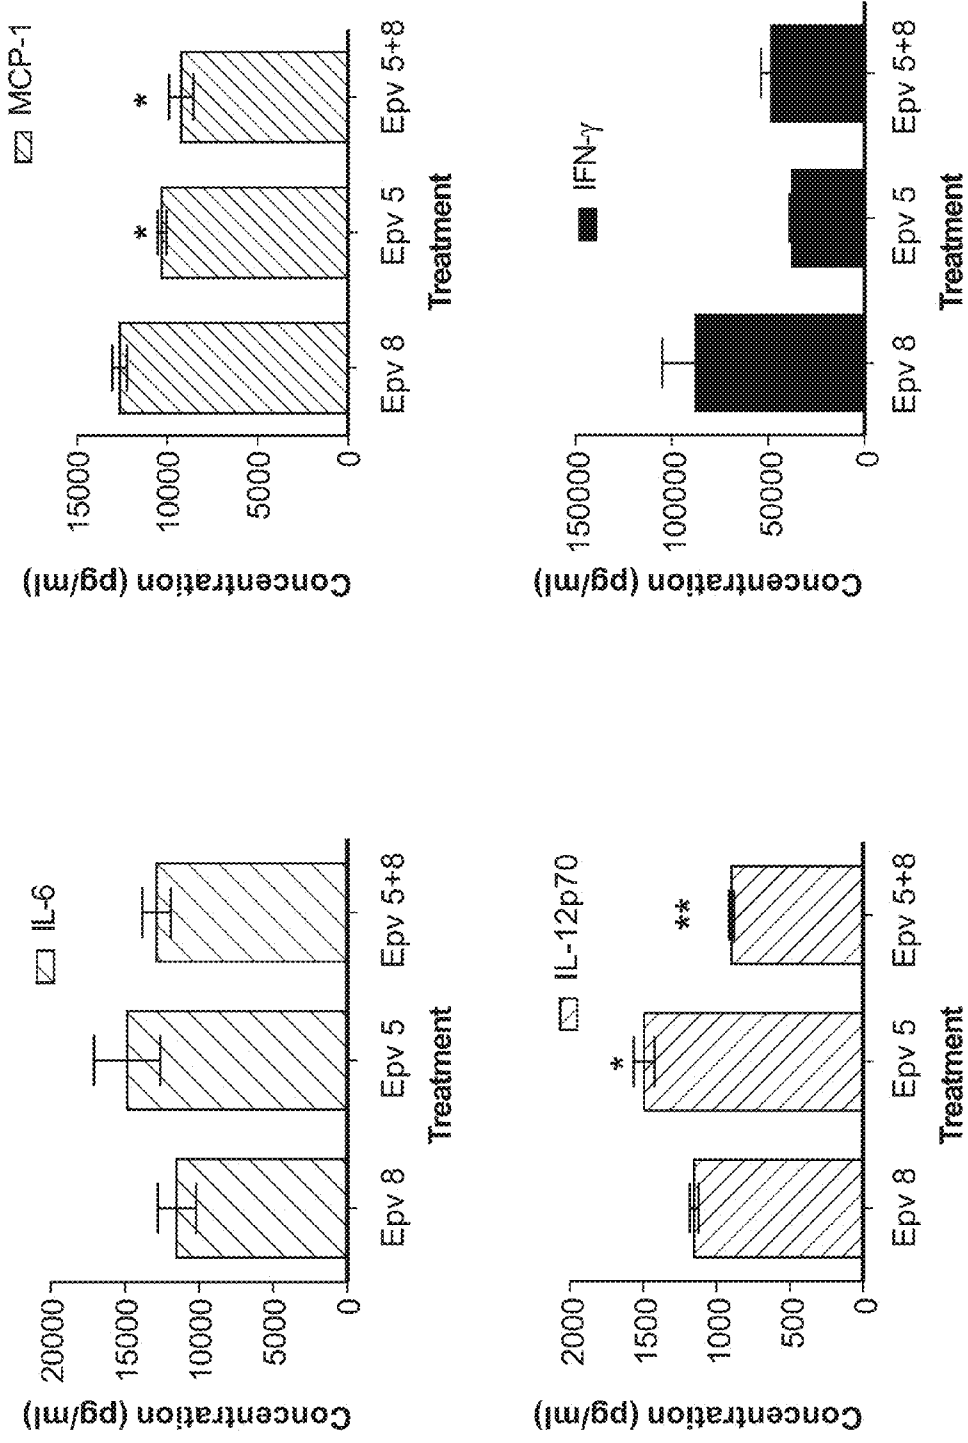 IL-6
Concentration (pg/ml)
20000
15000
10000
5000
0
Epv 8
Epv 5
Epv 5+8
Treatment
MCP-1
*
*
Concentration (pg/ml)
15000
10000
5000
0
Epv 8
Epv 5
Epv 5+8
Treatment
IL-12p70
*
**
Concentration (pg/ml)
2000
1500
1000
500
0
Epv 8
Epv 5
Epv 5+8
Treatment
IFN-γ
Concentration (pg/ml)
150000
100000
50000
0
Epv 8
Epv 5
Epv 5+8
Treatment